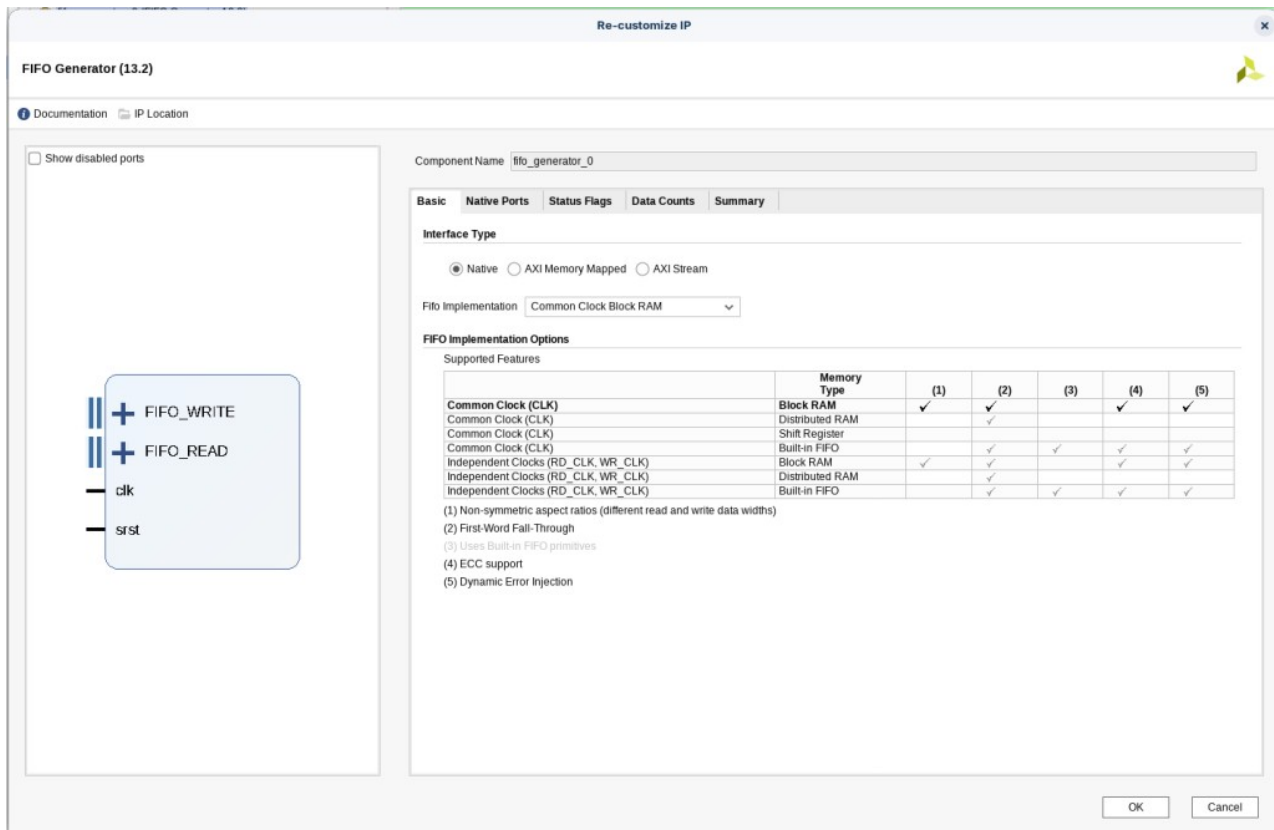 Re-customize IP
FIFO Generator (13.2)
Documentation IP Location
Show disabled ports
FIFO_WRITE
FIFO_READ
clk
srst
Component Name fifo_generator_0
Basic Native Ports Status Flags Data Counts Summary
Interface Type
Native AXI Memory Mapped AXI Stream
Fifo Implementation Common Clock Block RAM
FIFO Implementation Options
Supported Features
Memory
Type (1) (2) (3) (4) (5)
Common Clock (CLK) Block RAM ✓ ✓ ✓ ✓
Common Clock (CLK) Distributed RAM ✓
Common Clock (CLK) Shift Register
Common Clock (CLK) Built-in FIFO ✓ ✓ ✓ ✓
Independent Clocks (RD_CLK, WR_CLK) Block RAM ✓ ✓ ✓ ✓
Independent Clocks (RD_CLK, WR_CLK) Distributed RAM ✓
Independent Clocks (RD_CLK, WR_CLK) Built-in FIFO ✓ ✓ ✓ ✓
(1) Non-symmetric aspect ratios (different read and write data widths)
(2) First-Word Fall-Through
(3) Uses Built-in FIFO primitives
(4) ECC support
(5) Dynamic Error Injection
OK Cancel